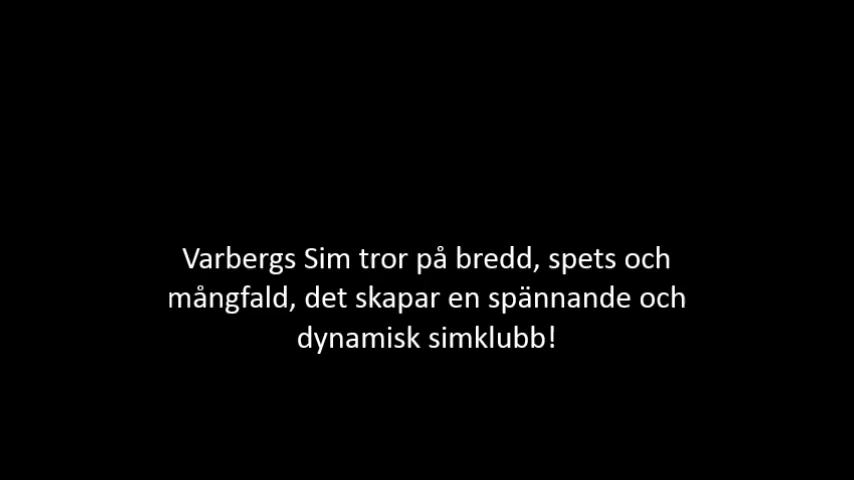 Varbergs Sim tror på bredd, spets och
mångfald, det skapar en spännande och
dynamisk simklubb!